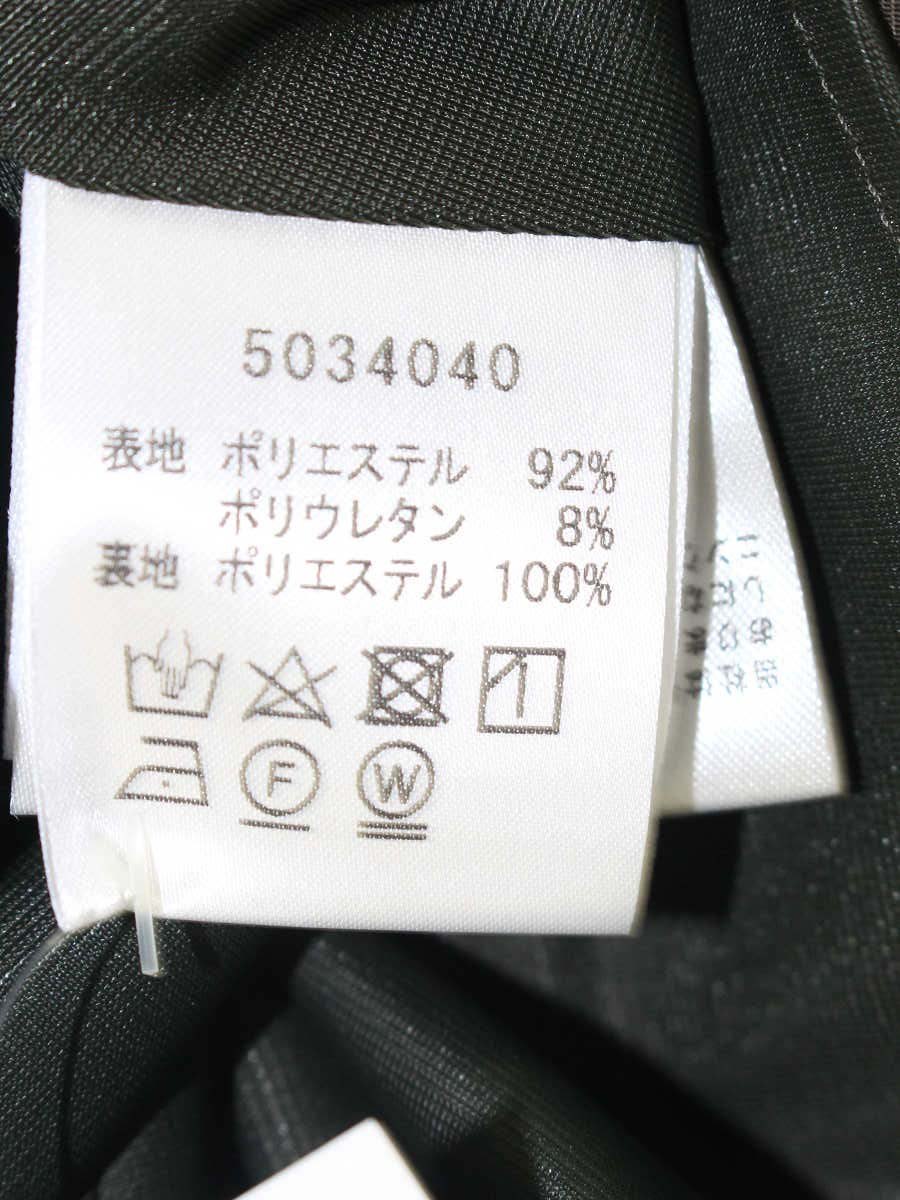 5034040
表地 ポリエステル 92%
ポリウレタン 8%
表地 ポリエステル 100%
F W